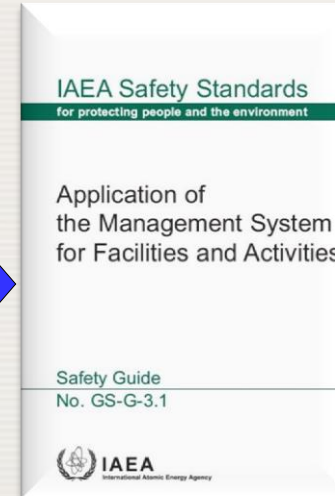 IAEA Safety Standards
for protecting people and the environment
Application of
the Management System
for Facilities and Activities
Safety Guide
No. GS-G-3.1
IAEA
International Atomic Energy Agency